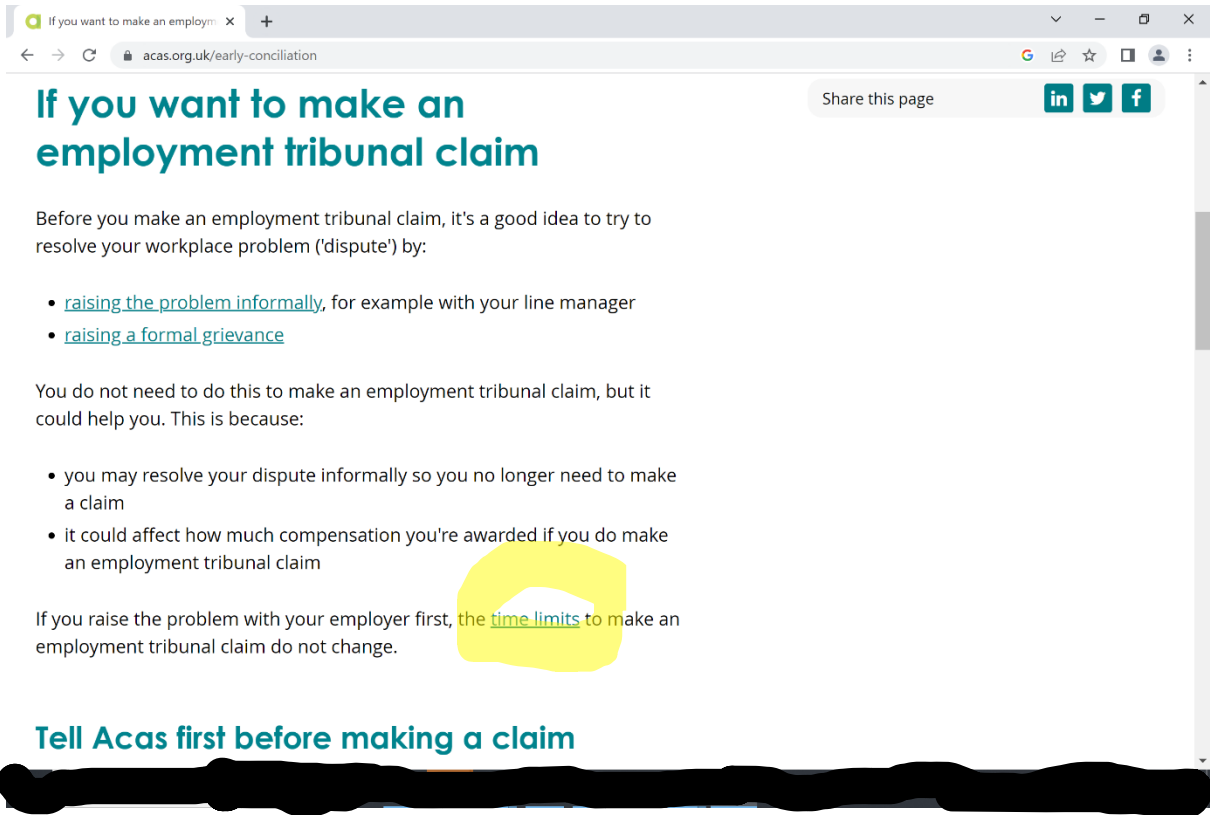 If you want to make an employm
acas.org.uk/early-conciliation
If you want to make an
employment tribunal claim
Share this page
in
f
Before you make an employment tribunal claim, it's a good idea to try to
resolve your workplace problem ('dispute') by:
• raising the problem informally, for example with your line manager
• raising a formal grievance
You do not need to do this to make an employment tribunal claim, but it
could help you. This is because:
• you may resolve your dispute informally so you no longer need to make
a claim
• it could affect how much compensation you're awarded if you do make
an employment tribunal claim
If you raise the problem with your employer first, the time limits to make an
employment tribunal claim do not change.
Tell Acas first before making a claim